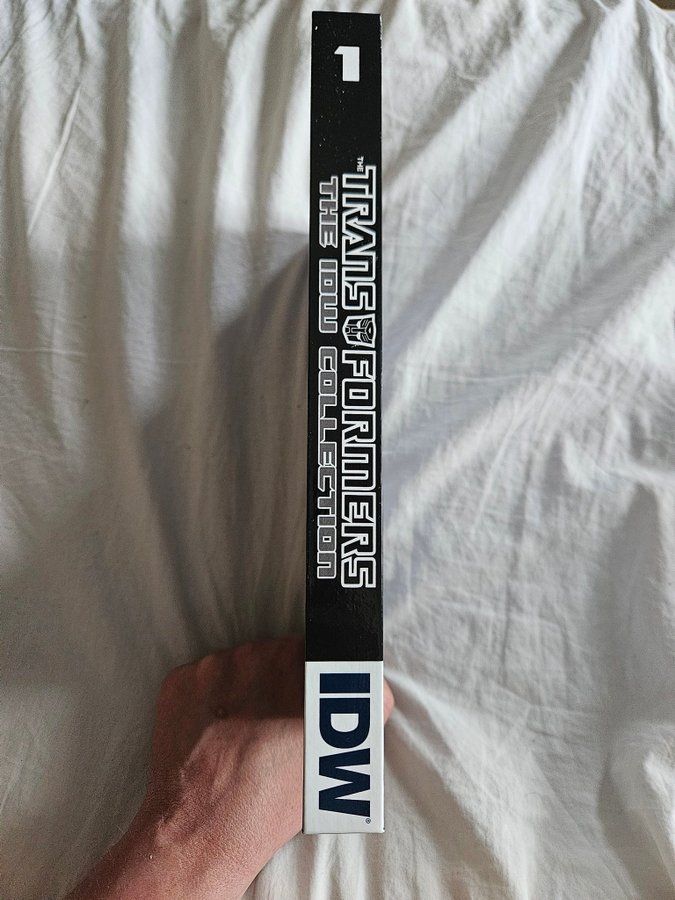 1
THE
TRANSFORMERS
THE IDW COLLECTION
IDW®